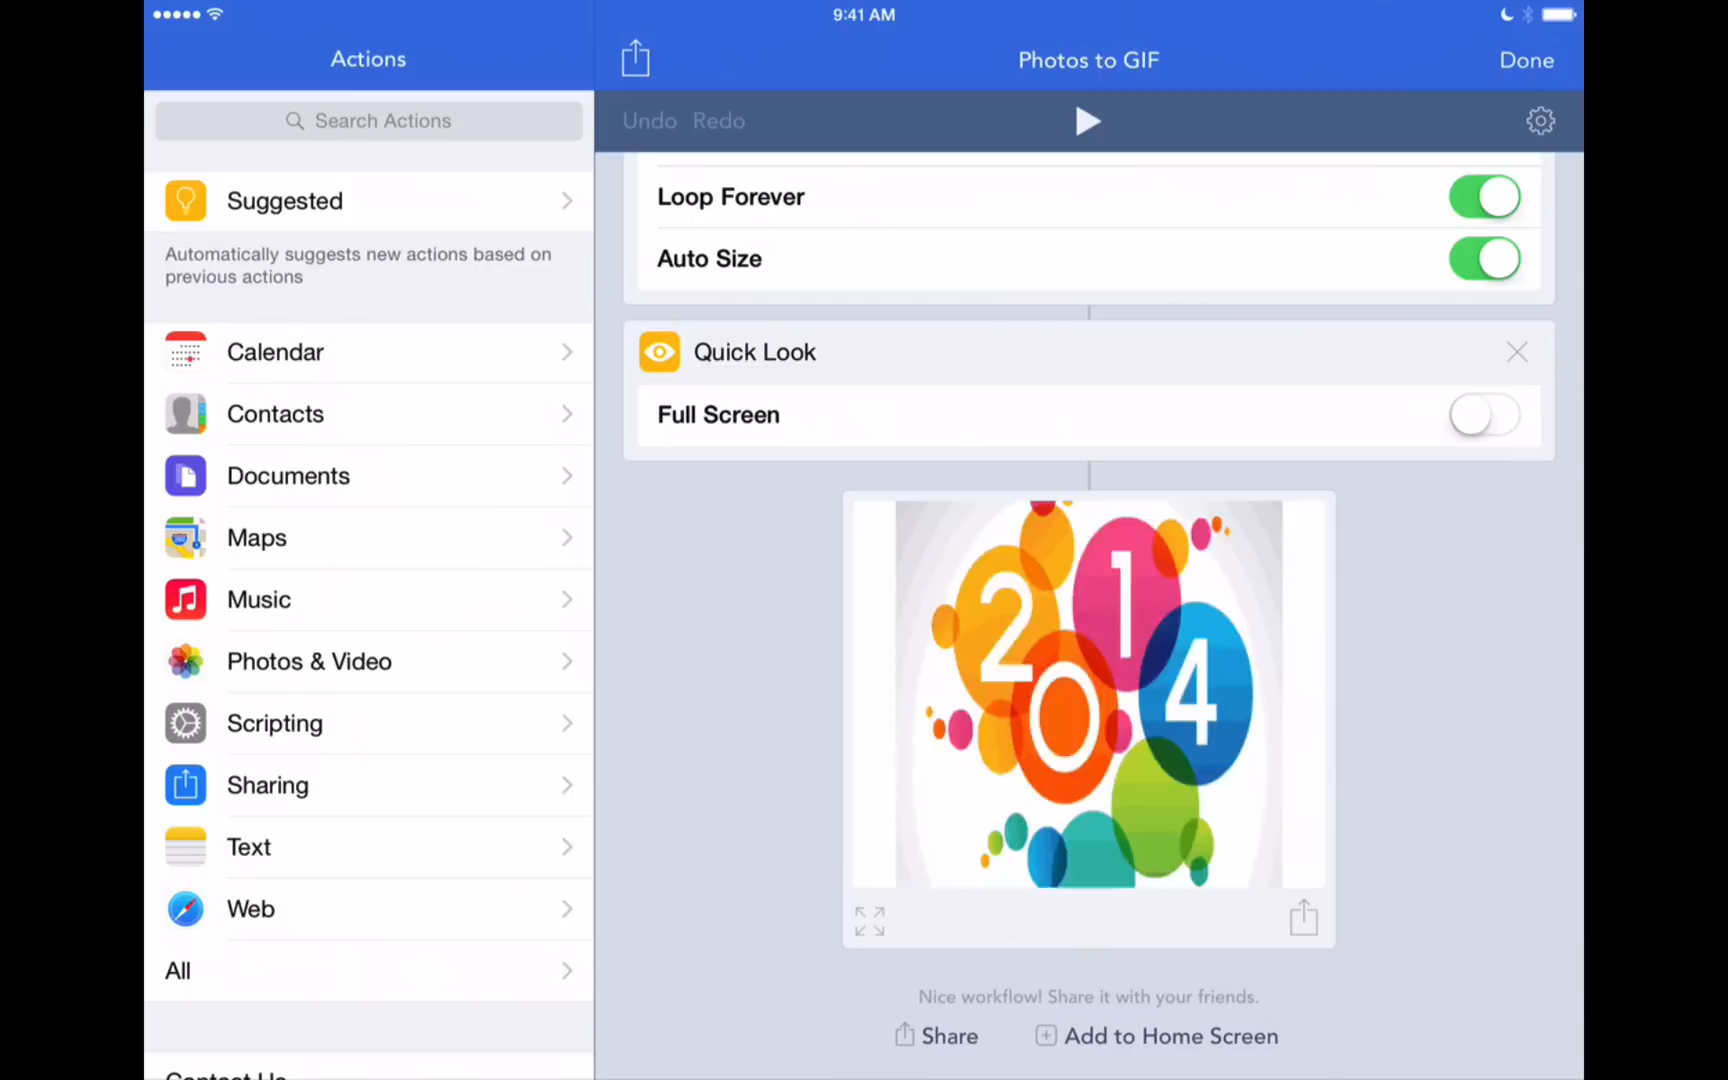 9:41 AM
Actions
Photos to GIF
Done
Search Actions
Undo Redo
Suggested
Automatically suggests new actions based on
previous actions
Calendar
Contacts
Documents
Maps
Music
Photos & Video
Scripting
Sharing
Text
Web
All
Contact Us
Loop Forever
Auto Size
Quick Look
Full Screen
2014
Nice workflow! Share it with your friends.
Share
Add to Home Screen